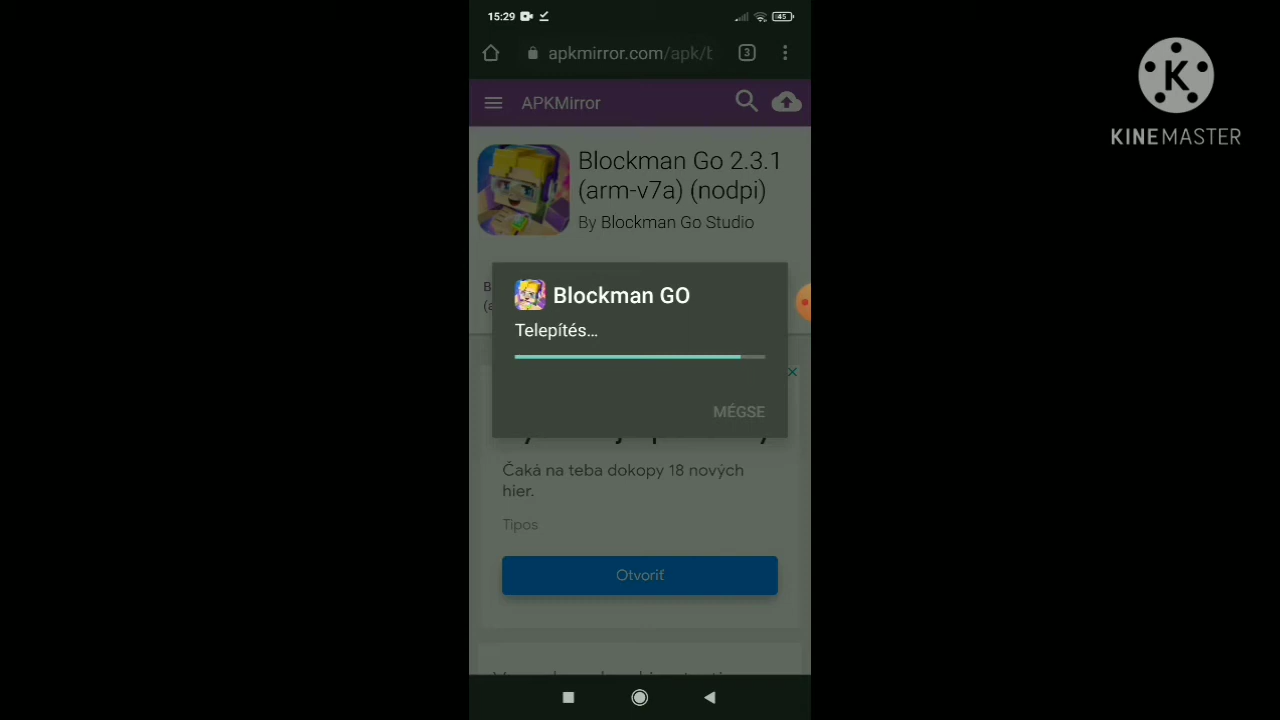 15:29
45
apkmirror.com/apk/b
3
APKMirror
Blockman Go 2.3.1
(arm-v7a) (nodpi)
By Blockman Go Studio
Blockman GO
Telepítés...
MÉGSE
Čaká na teba dokopy 18 nových
hier.
Tipos
Otvoriť
K
KINEMASTER